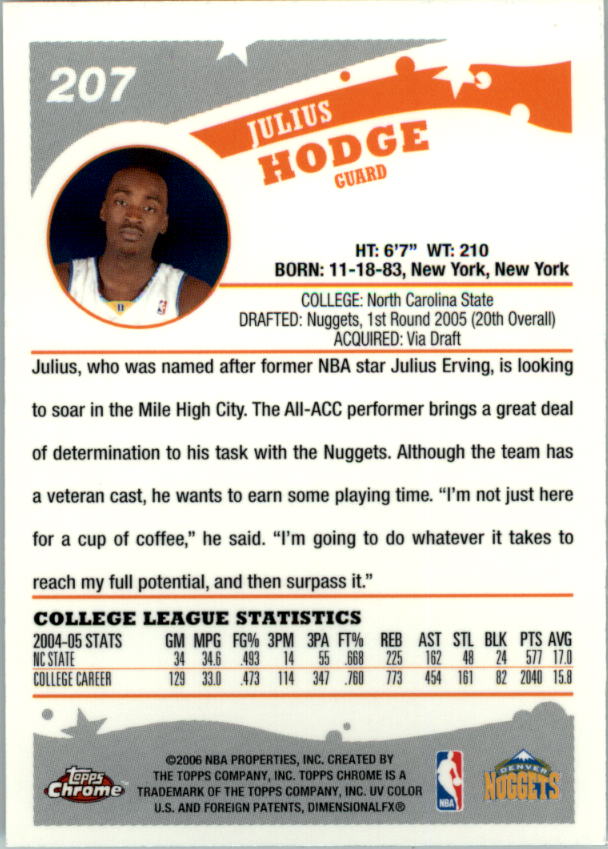 207
JULIUS
HODGE
GUARD
HT: 6'7” WT: 210
BORN: 11-18-83, New York, New York
COLLEGE: North Carolina State
DRAFTED: Nuggets, 1st Round 2005 (20th Overall)
ACQUIRED: Via Draft
Julius, who was named after former NBA star Julius Erving, is looking
to soar in the Mile High City. The All-ACC performer brings a great deal
of determination to his task with the Nuggets. Although the team has
a veteran cast, he wants to earn some playing time. “I'm not just here
for a cup of coffee,” he said. “I'm going to do whatever it takes to
reach my full potential, and then surpass it.”
COLLEGE LEAGUE STATISTICS
2004-05 STATS GM MPG FG% 3PM 3PA FT% REB AST STL BLK PTS AVG
NC STATE 34 34.6 .493 14 55 .668 225 162 48 24 577 17.0
COLLEGE CAREER 129 33.0 .473 114 347 .760 773 454 161 82 2040 15.8
©2006 NBA PROPERTIES, INC. CREATED BY
THE TOPPS COMPANY, INC. TOPPS CHROME IS A
TRADEMARK OF THE TOPPS COMPANY, INC. UV COLOR
U.S. AND FOREIGN PATENTS, DIMENSIONALFX®
Topps
Chrome™
NBA
DENVER
NUGGETS